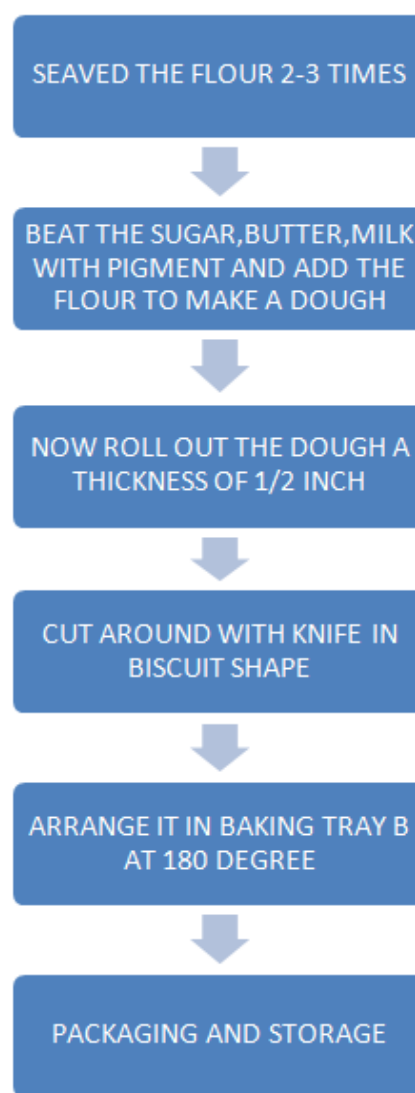 SEAVED THE FLOUR 2-3 TIMES
BEAT THE SUGAR,BUTTER,MILK
WITH PIGMENT AND ADD THE
FLOUR TO MAKE A DOUGH
NOW ROLL OUT THE DOUGH A
THICKNESS OF 1/2 INCH
CUT AROUND WITH KNIFE IN
BISCUIT SHAPE
ARRANGE IT IN BAKING TRAY B
AT 180 DEGREE
PACKAGING AND STORAGE